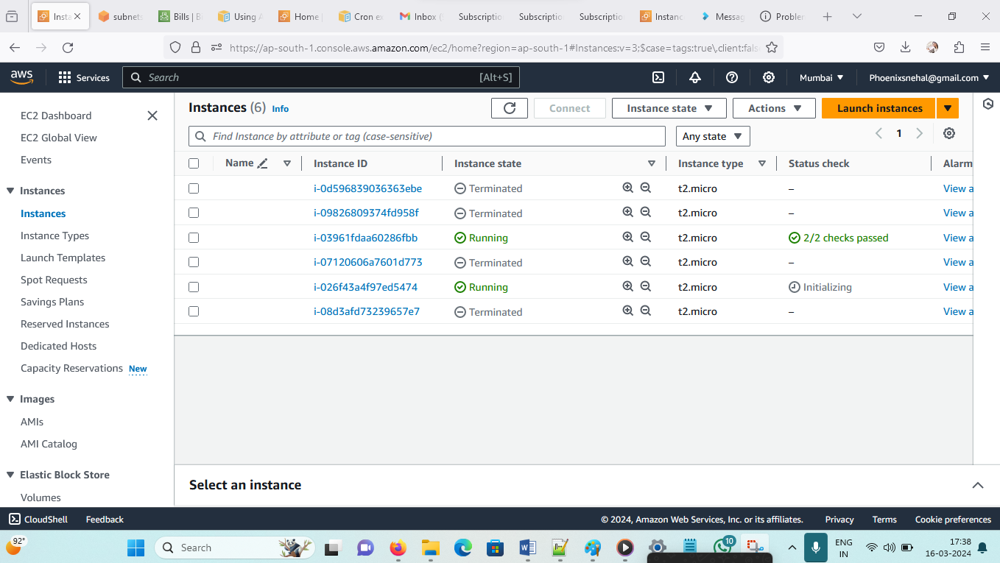 Insta
subnets
Bills | Bi
Using A
Home |
Cron ex
Inbox (
Subscriptio
Subscriptio
Subscriptio
Instanc
Messag
Problem
https://ap-south-1.console.aws.amazon.com/ec2/home?region=ap-south-1#Instances:v=3;$case=tags:true\,client:fals
aws
Services
Search
[Alt+S]
Mumbai
Phoenixsnehal@gmail.com
EC2 Dashboard
EC2 Global View
Events
Instances
Instances
Instance Types
Launch Templates
Spot Requests
Savings Plans
Reserved Instances
Dedicated Hosts
Capacity Reservations New
Images
AMIs
AMI Catalog
Elastic Block Store
Volumes
Instances (6) Info
Connect
Instance state
Actions
Launch instances
Find Instance by attribute or tag (case-sensitive)
Any state
1
Name Instance ID Instance state Instance type Status check Alarm
i-0d596839036363ebe Terminated t2.micro – View a
i-09826809374fd958f Terminated t2.micro – View a
i-03961fdaa60286fbb Running t2.micro 2/2 checks passed View a
i-07120606a7601d773 Terminated t2.micro – View a
i-026f43a4f97ed5474 Running t2.micro Initializing View a
i-08d3afd73239657e7 Terminated t2.micro – View a
Select an instance
CloudShell Feedback © 2024, Amazon Web Services, Inc. or its affiliates. Privacy Terms Cookie preferences
92°
Search
10
ENG
IN
17:38
16-03-2024